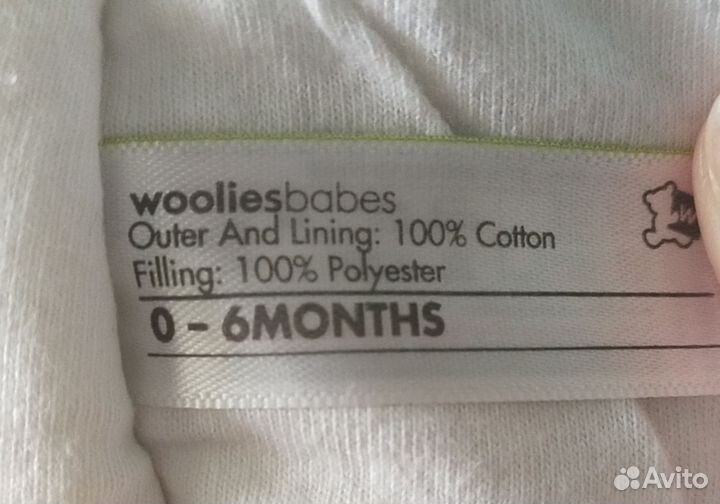 wooliesbabes
Outer And Lining: 100% Cotton
Filling: 100% Polyester
0 - 6MONTHS
W
Avito